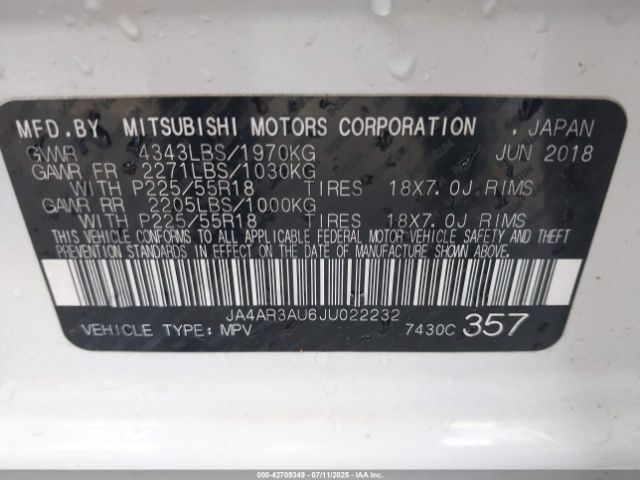 MFD.BY MITSUBISHI MOTORS CORPORATION . JAPAN
GVWR 4343LBS/1970KG JUN 2018
GAWR FR 2271LBS/1030KG
WITH P225/55R18 TIRES 18X7.0J RIMS
GAWR RR 2205LBS/1000KG
WITH P225/55R18 TIRES 18X7.0J RIMS
THIS VEHICLE CONFORMS TO ALL APPLICABLE FEDERAL MOTOR VEHICLE SAFETY AND THEFT
PREVENTION STANDARDS IN EFFECT ON THE DATE OF MANUFACTURE SHOWN ABOVE.
JA4AR3AU6JU022232
VEHICLE TYPE: MPV 7430C 357
000-42709349 - 07/11/2025 - IAAI.COM